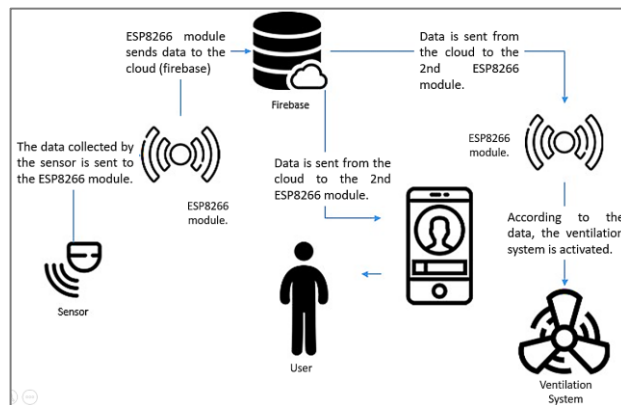 ESP8266 module
sends data to the
cloud (firebase)
Firebase
Data is sent from
the cloud to the
2nd ESP8266
module.
The data collected by
the sensor is sent to
the ESP8266 module.
ESP8266
module.
Data is sent from the
cloud to the 2nd
ESP8266 module.
ESP8266
module.
According to the
data, the ventilation
system is activated.
Sensor
User
Ventilation
System